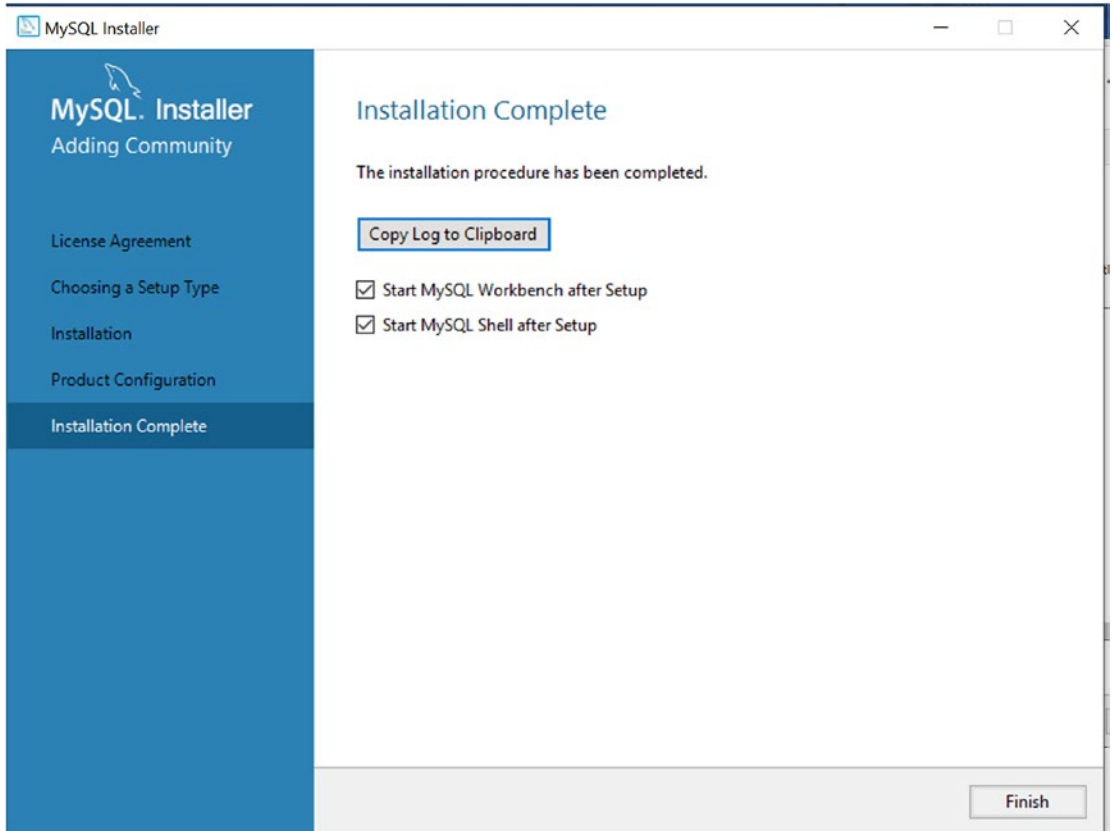 MySQL Installer
MySQL. Installer
Adding Community
License Agreement
Choosing a Setup Type
Installation
Product Configuration
Installation Complete
Installation Complete
The installation procedure has been completed.
Copy Log to Clipboard
Start MySQL Workbench after Setup
Start MySQL Shell after Setup
Finish